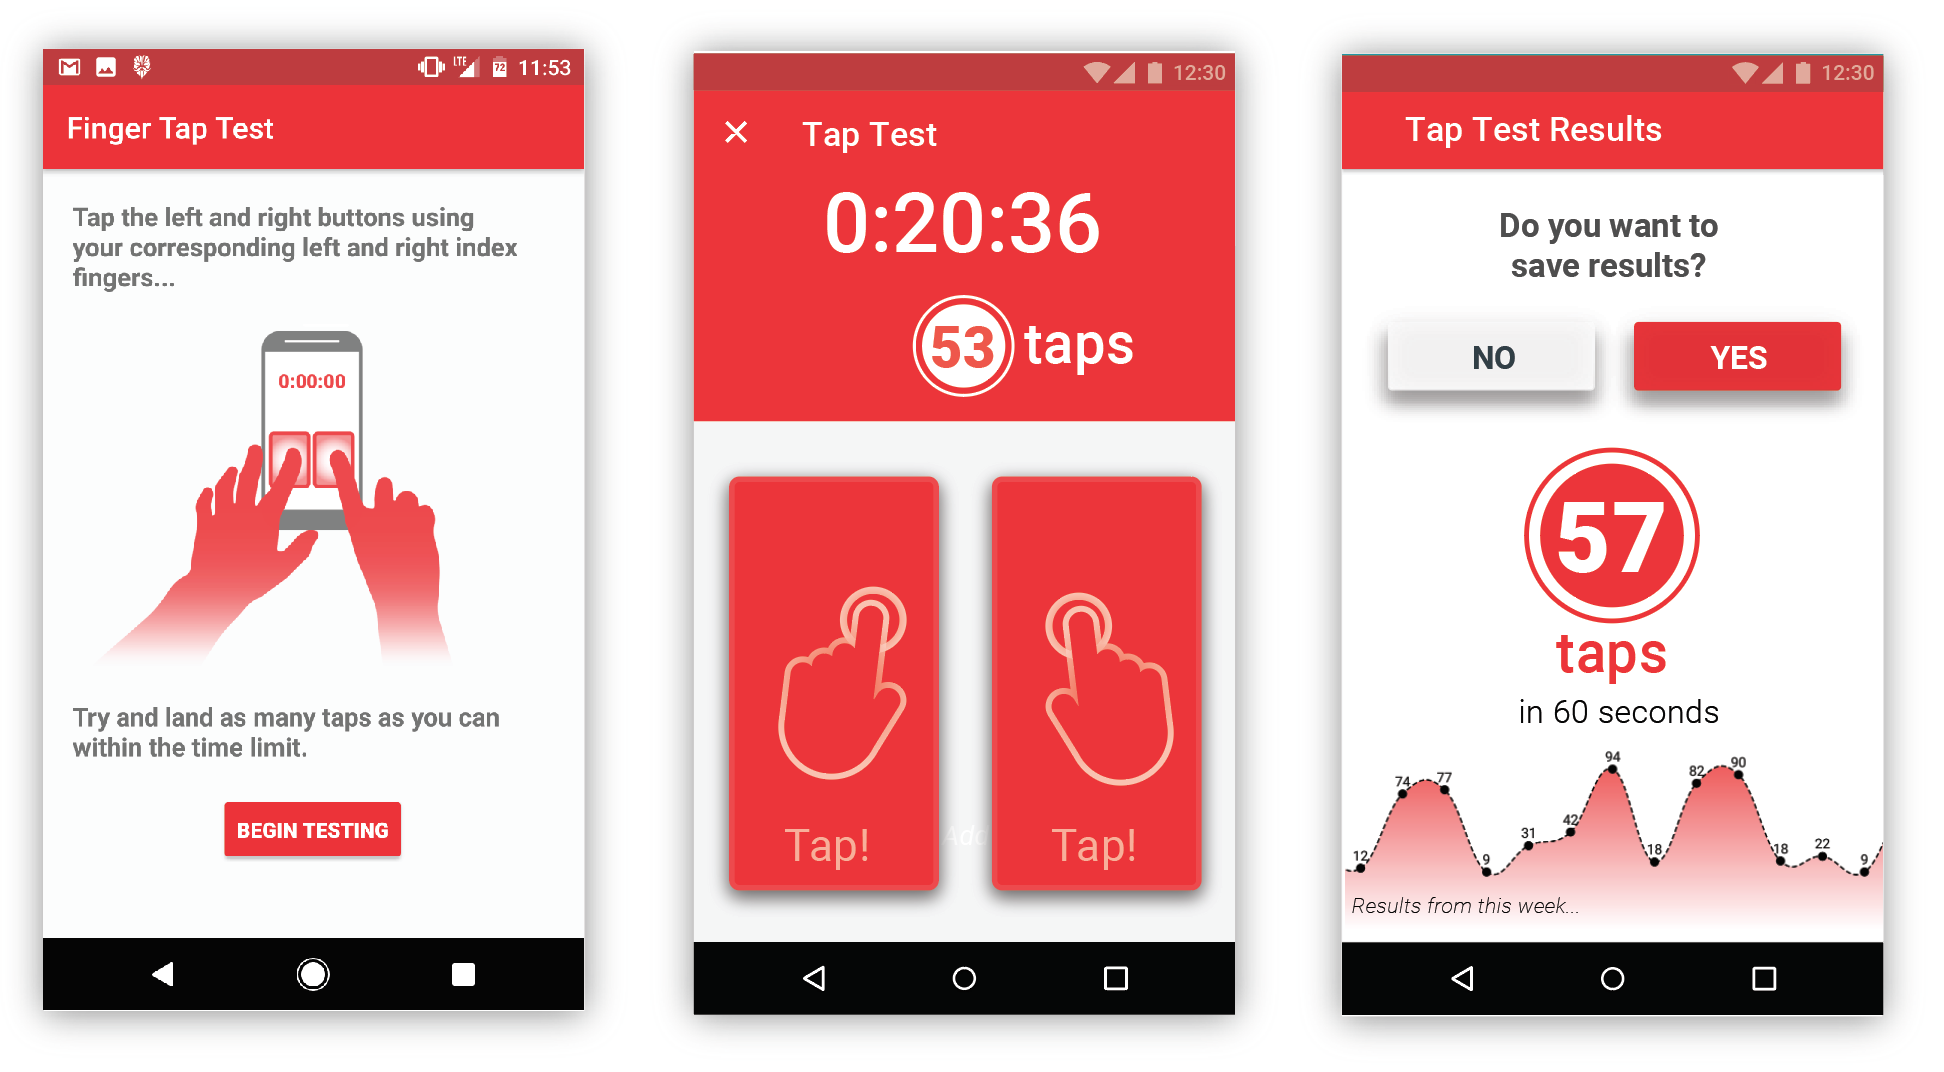 LTE
72
11:53
Finger Tap Test
Tap the left and right buttons using
your corresponding left and right index
fingers...
0:00:00
Try and land as many taps as you can
within the time limit.
BEGIN TESTING
12:30
Tap Test
0:20:36
53 taps
Tap!
Add
Tap!
12:30
Tap Test Results
Do you want to
save results?
NO
YES
57
taps
in 60 seconds
12
74
77
9
31
42
94
18
82
90
18
22
9
Results from this week...